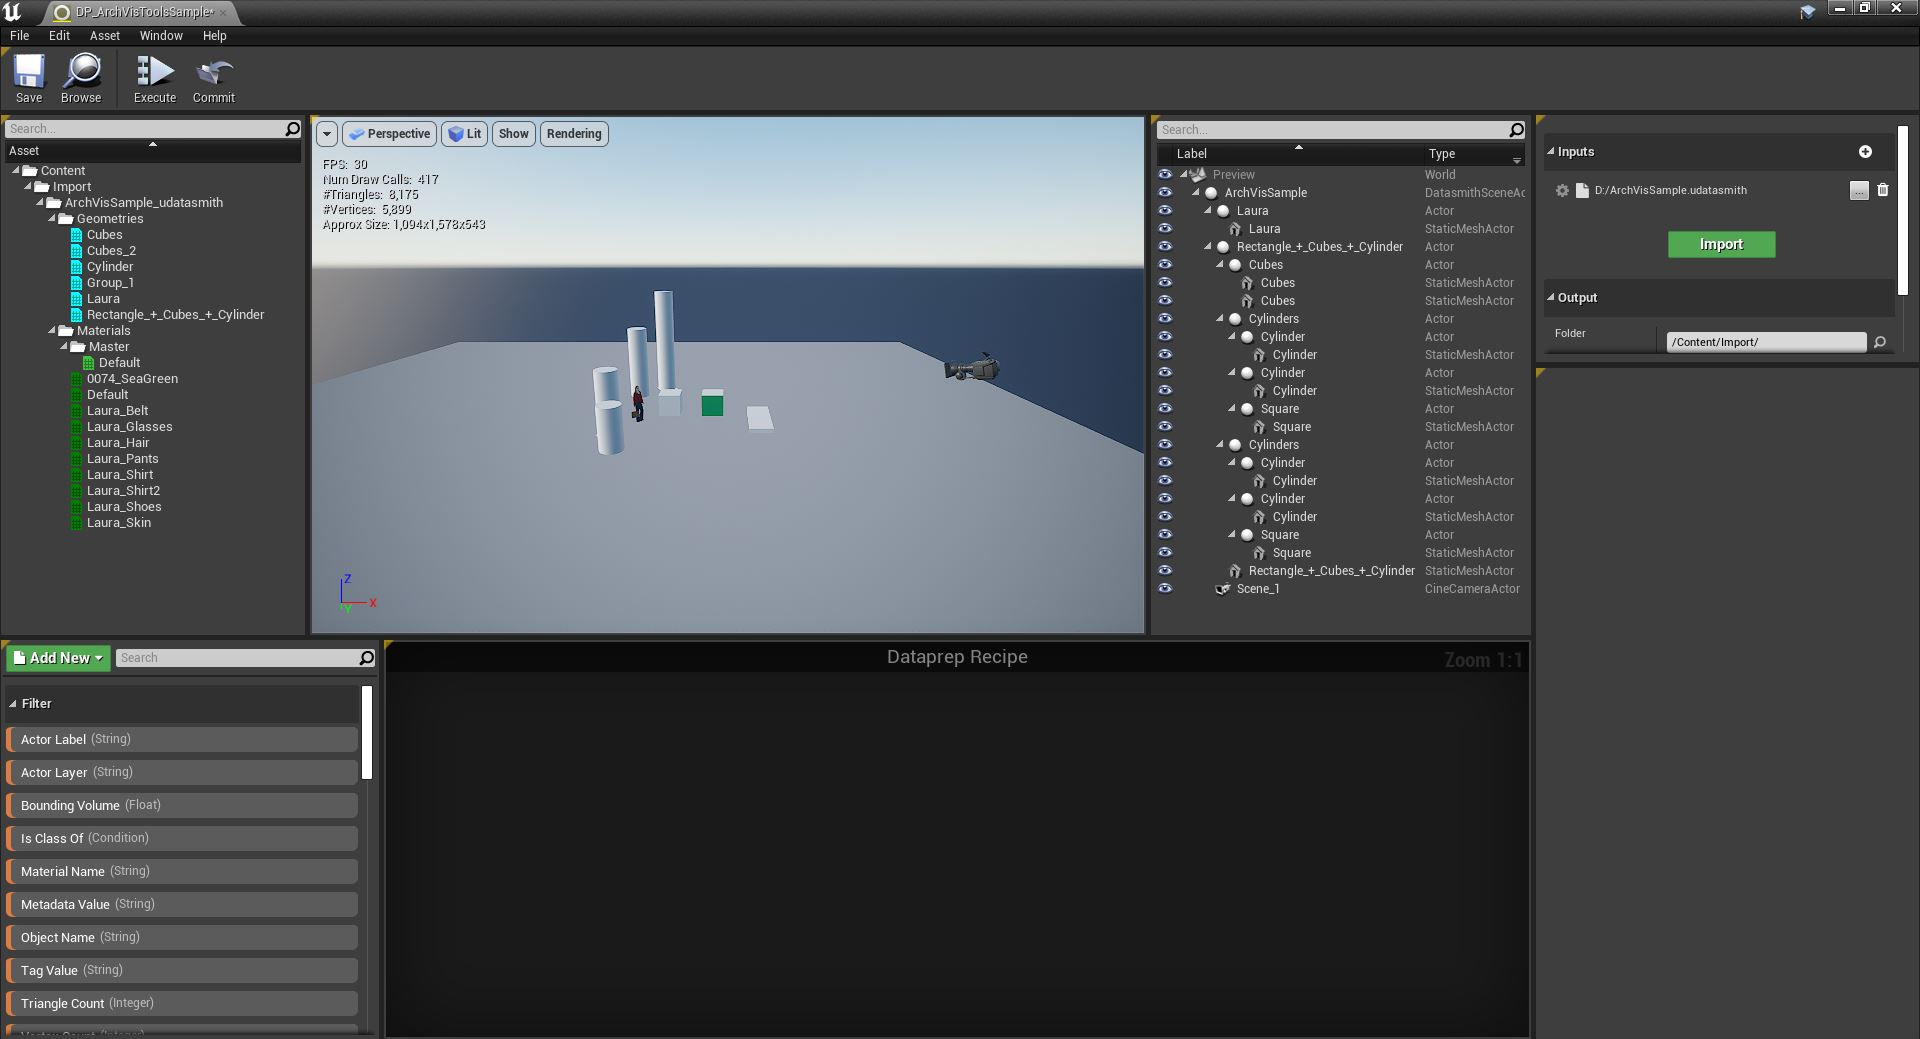 DP_ArchVisToolsSample*
File Edit Asset Window Help
Save Browse Execute Commit
Search...
Asset
Content
Import
ArchVisSample_udatasmith
Geometries
Cubes
Cubes_2
Cylinder
Group_1
Laura
Rectangle_+_Cubes_+_Cylinder
Materials
Master
Default
0074_SeaGreen
Default
Laura_Belt
Laura_Glasses
Laura_Hair
Laura_Pants
Laura_Shirt
Laura_Shirt2
Laura_Shoes
Laura_Skin
Perspective Lit Show Rendering
FPS: 30
Num Draw Calls: 417
#Triangles: 8,175
#Vertices: 5,899
Approx Size: 1,094x1,578x543
Z
X
Y
Search...
Label Type
Preview World
ArchVisSample DatasmithSceneAc
Laura Actor
Laura StaticMeshActor
Rectangle_+_Cubes_+_Cylinder Actor
Cubes Actor
Cubes StaticMeshActor
Cubes StaticMeshActor
Cylinders Actor
Cylinder Actor
Cylinder StaticMeshActor
Cylinder Actor
Cylinder StaticMeshActor
Square Actor
Square StaticMeshActor
Cylinders Actor
Cylinder Actor
Cylinder StaticMeshActor
Cylinder Actor
Cylinder StaticMeshActor
Square Actor
Square StaticMeshActor
Rectangle_+_Cubes_+_Cylinder StaticMeshActor
Scene_1 CineCameraActor
Inputs
D:/ArchVisSample.udatasmith ...
Import
Output
Folder /Content/Import/
Add New Search
Filter
Actor Label (String)
Actor Layer (String)
Bounding Volume (Float)
Is Class Of (Condition)
Material Name (String)
Metadata Value (String)
Object Name (String)
Tag Value (String)
Triangle Count (Integer)
Dataprep Recipe
Zoom 1:1